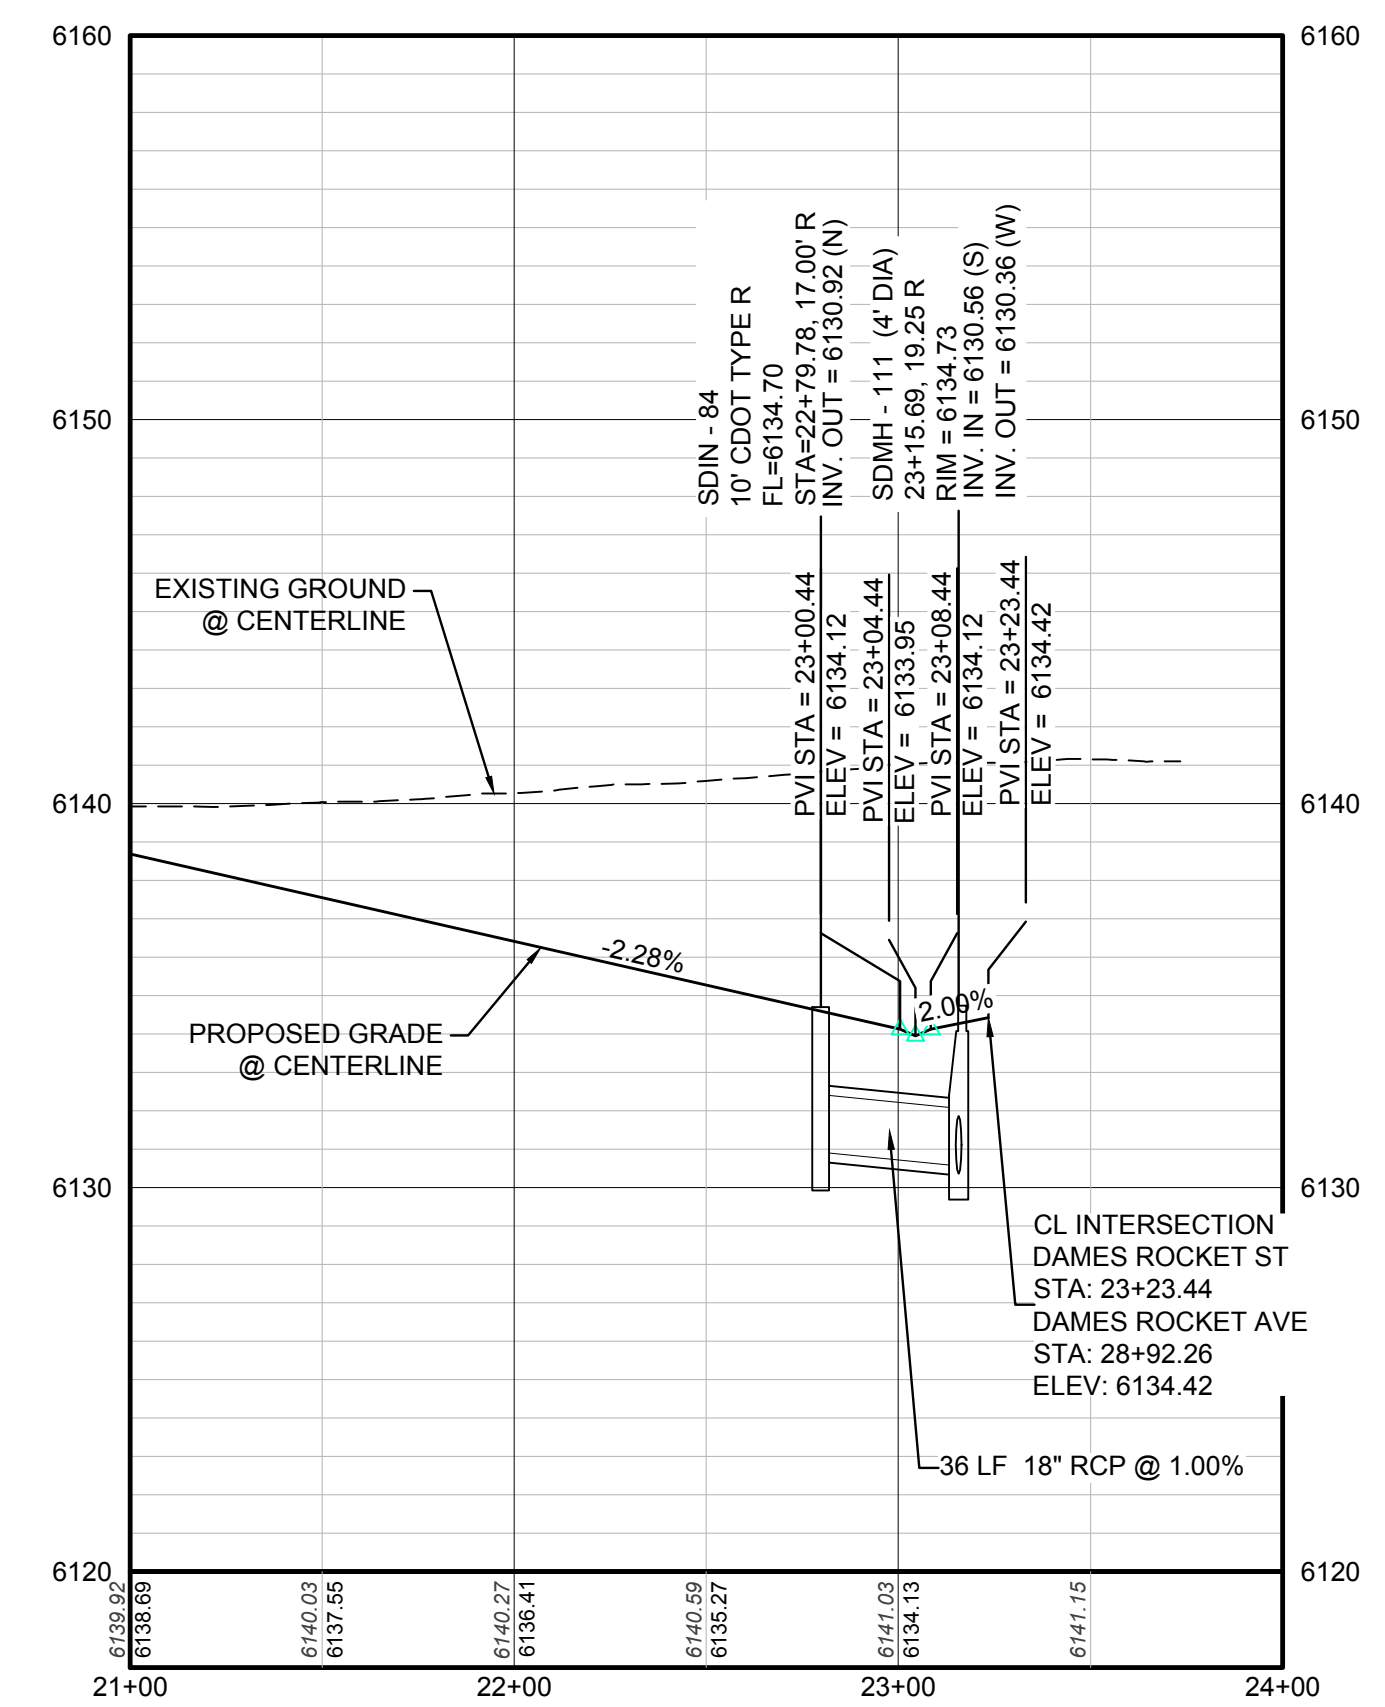 6160
6160
SDIN - 84
10' CDOT TYPE R
FL=6134.70
STA=22+79.78, 17.00' R
INV. OUT = 6130.92 (N)
SDMH - 111 (4' DIA)
23+15.69, 19.25 R
RIM = 6134.73
INV. IN = 6130.56 (S)
INV. OUT = 6130.36 (W)
6150
6150
EXISTING GROUND
@ CENTERLINE
PVI STA = 23+00.44
ELEV = 6134.12
PVI STA = 23+04.44
ELEV = 6133.95
PVI STA = 23+08.44
ELEV = 6134.12
PVI STA = 23+23.44
ELEV = 6134.42
6140
6140
-2.28%
2.00%
PROPOSED GRADE
@ CENTERLINE
6130
6130
CL INTERSECTION
DAMES ROCKET ST
STA: 23+23.44
DAMES ROCKET AVE
STA: 28+92.26
ELEV: 6134.42
36 LF 18" RCP @ 1.00%
6120
6120
6139.92
6138.69
6140.03
6137.55
6140.27
6136.41
6140.59
6135.27
6141.03
6134.13
6141.15
21+00
22+00
23+00
24+00